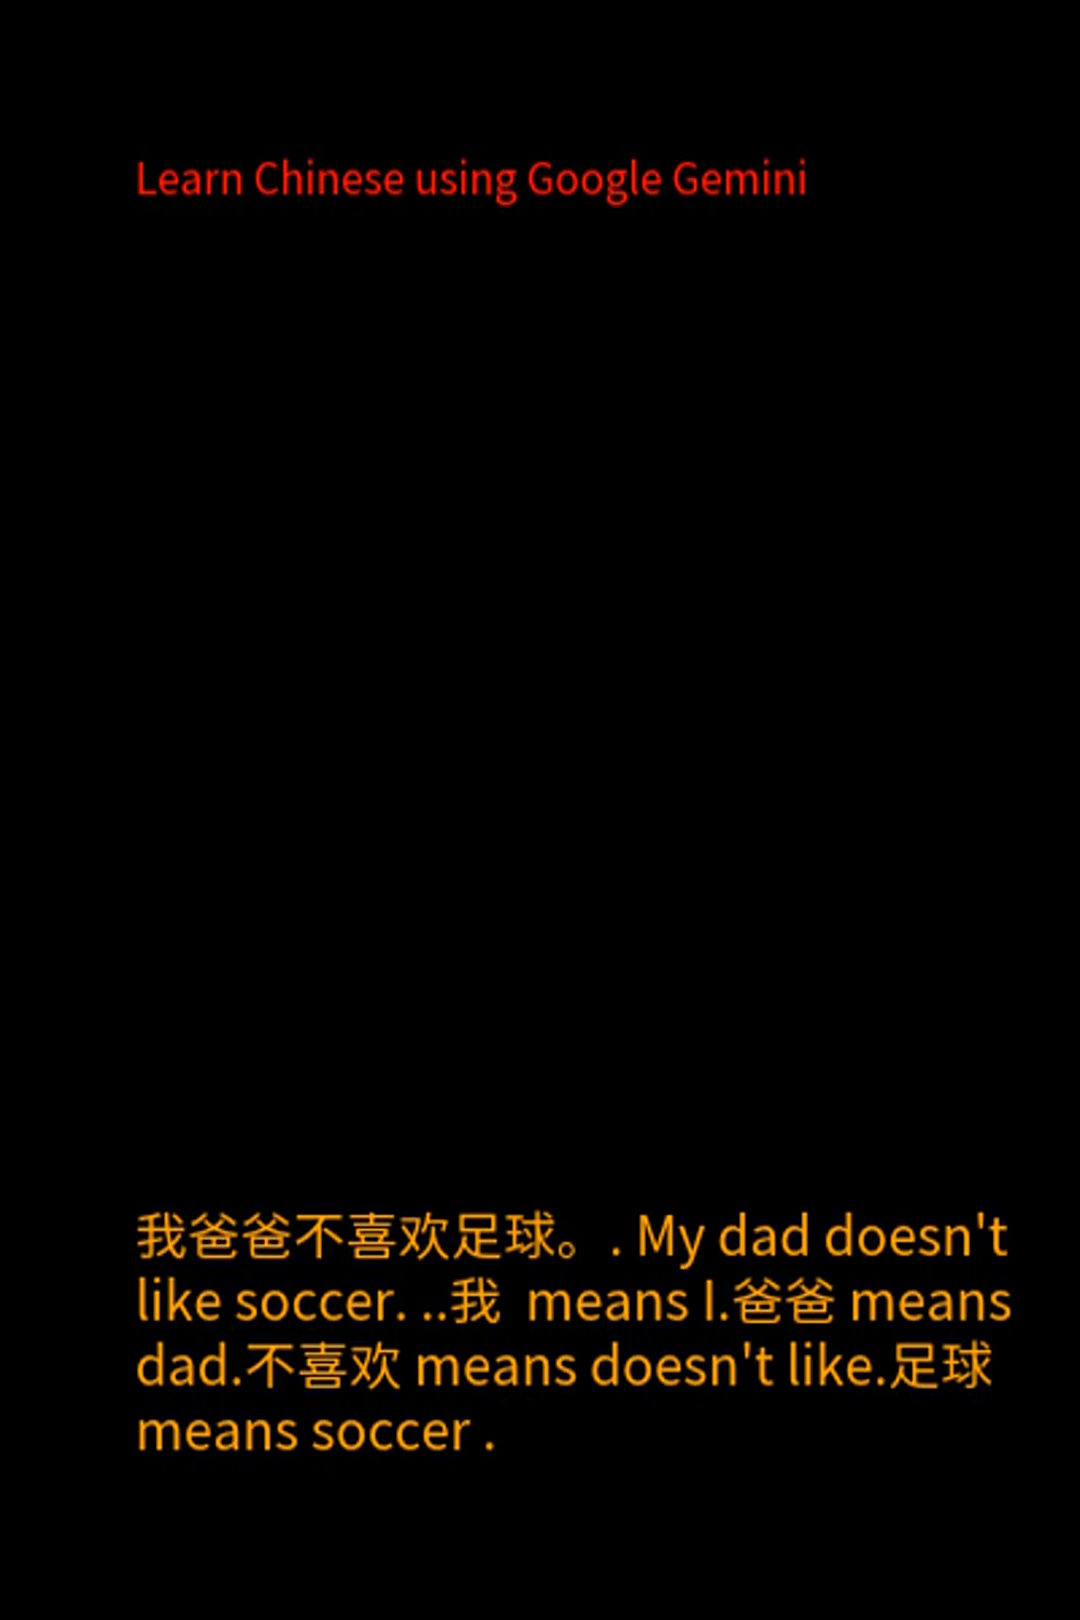 Learn Chinese using Google Gemini
我爸爸不喜欢足球。. My dad doesn't
like soccer. ..我  means I.爸爸 means
dad.不喜欢 means doesn't like.足球
means soccer .